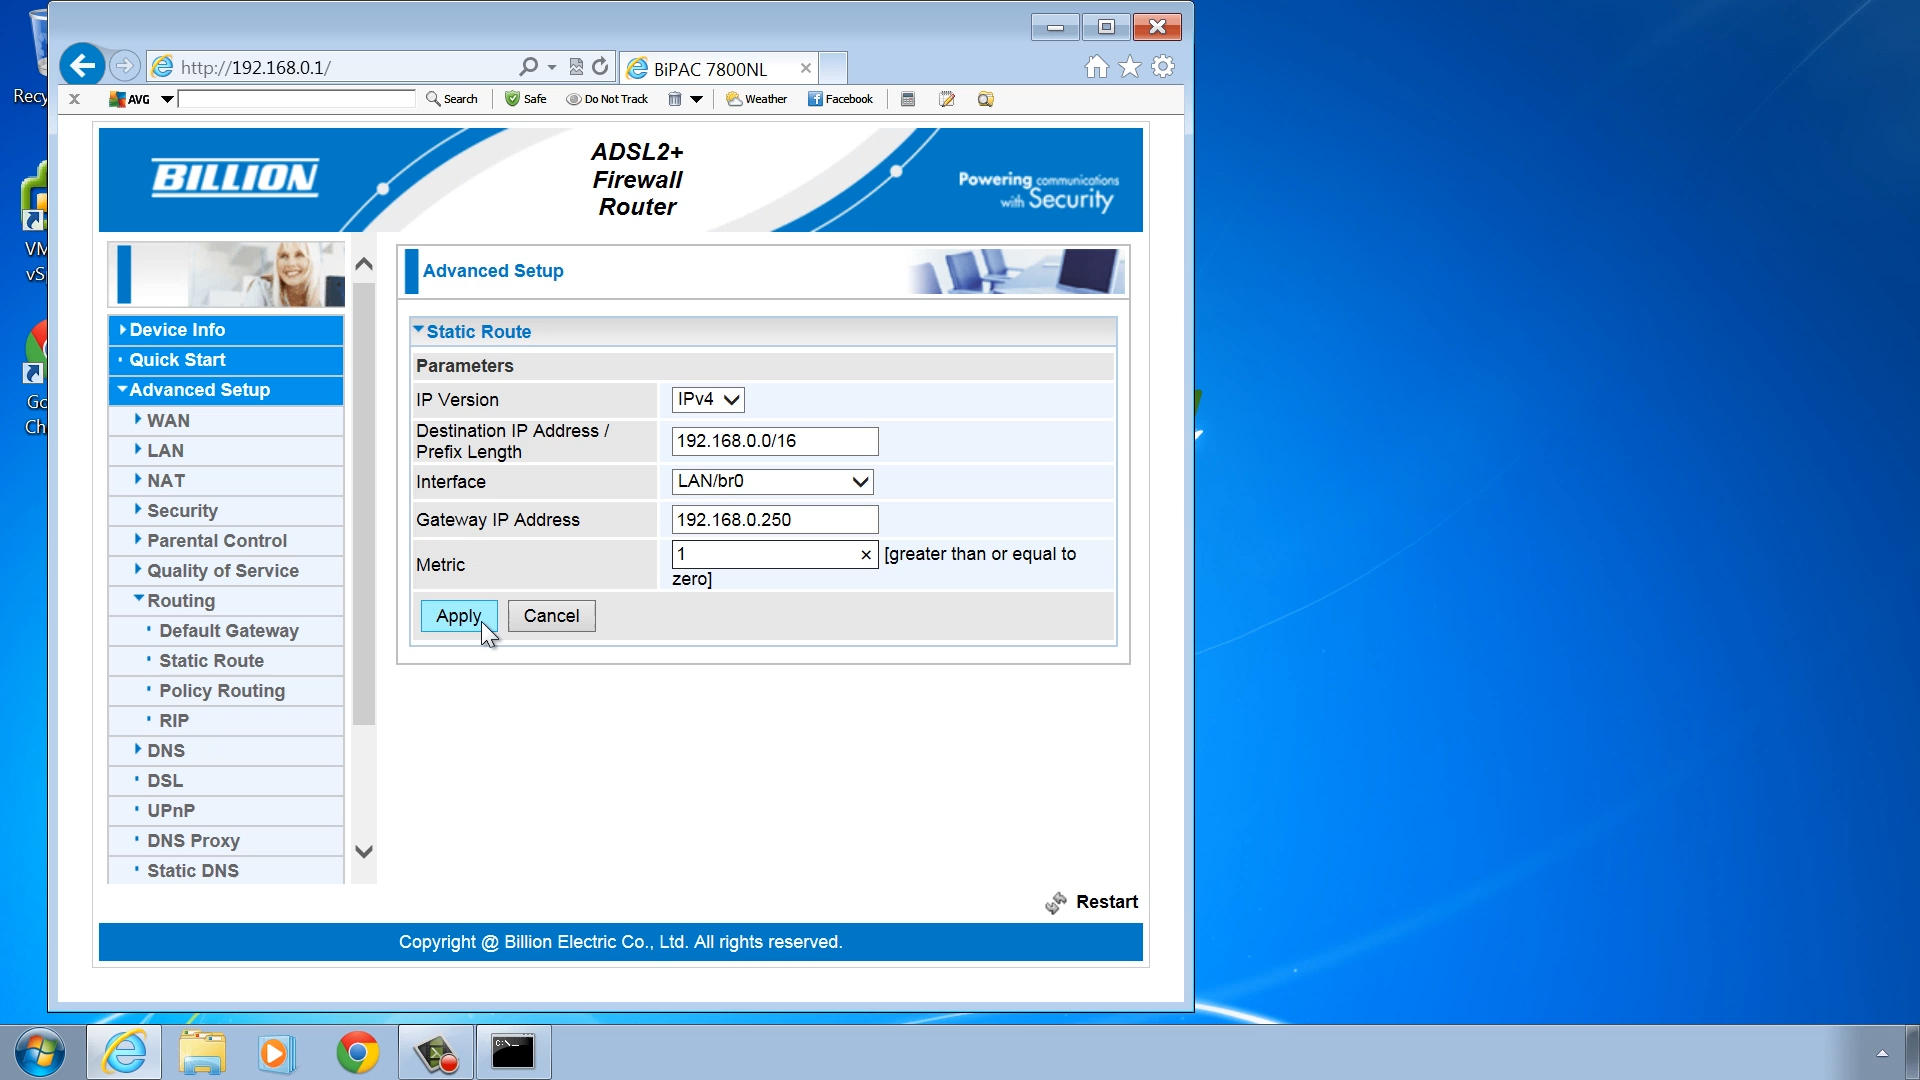 http://192.168.0.1/
BiPAC 7800NL
AVG
Search
Safe
Do Not Track
Weather
Facebook
Recy
VM
vS
Go
Ch
BILLION
ADSL2+
Firewall
Router
Powering communications
with Security
Device Info
Quick Start
Advanced Setup
WAN
LAN
NAT
Security
Parental Control
Quality of Service
Routing
Default Gateway
Static Route
Policy Routing
RIP
DNS
DSL
UPnP
DNS Proxy
Static DNS
Advanced Setup
Static Route
Parameters
IP Version IPv4
Destination IP Address /
Prefix Length 192.168.0.0/16
Interface LAN/br0
Gateway IP Address 192.168.0.250
Metric 1 [greater than or equal to
zero]
Apply Cancel
Restart
Copyright @ Billion Electric Co., Ltd. All rights reserved.
C:\_